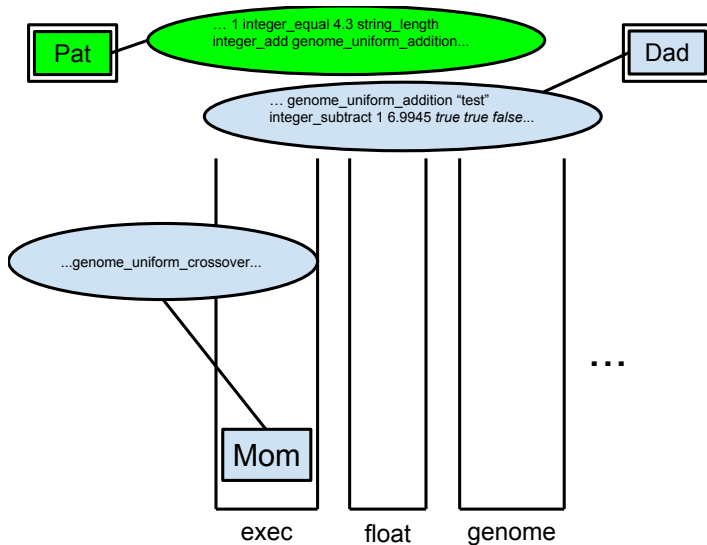 Pat
... 1 integer_equal 4.3 string_length
integer_add genome_uniform_addition...
Dad
... genome_uniform_addition “test”
integer_subtract 1 6.9945 true true false...
...genome_uniform_crossover...
...
Mom
exec
float
genome